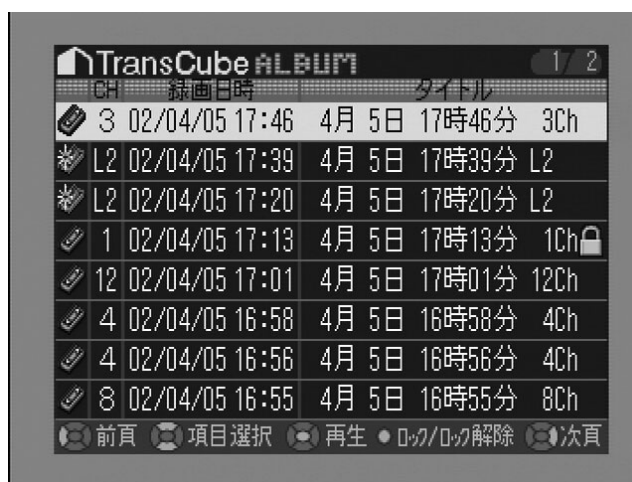 TransCube ALBUM 1/2
CH 録画日時 タイトル
3 02/04/05 17:46 4月 5日 17時46分 3Ch
L2 02/04/05 17:39 4月 5日 17時39分 L2
L2 02/04/05 17:20 4月 5日 17時20分 L2
1 02/04/05 17:13 4月 5日 17時13分 1Ch
12 02/04/05 17:01 4月 5日 17時01分 12Ch
4 02/04/05 16:58 4月 5日 16時58分 4Ch
4 02/04/05 16:56 4月 5日 16時56分 4Ch
8 02/04/05 16:55 4月 5日 16時55分 8Ch
前頁 項目選択 再生 ●ロック/ロック解除 次頁